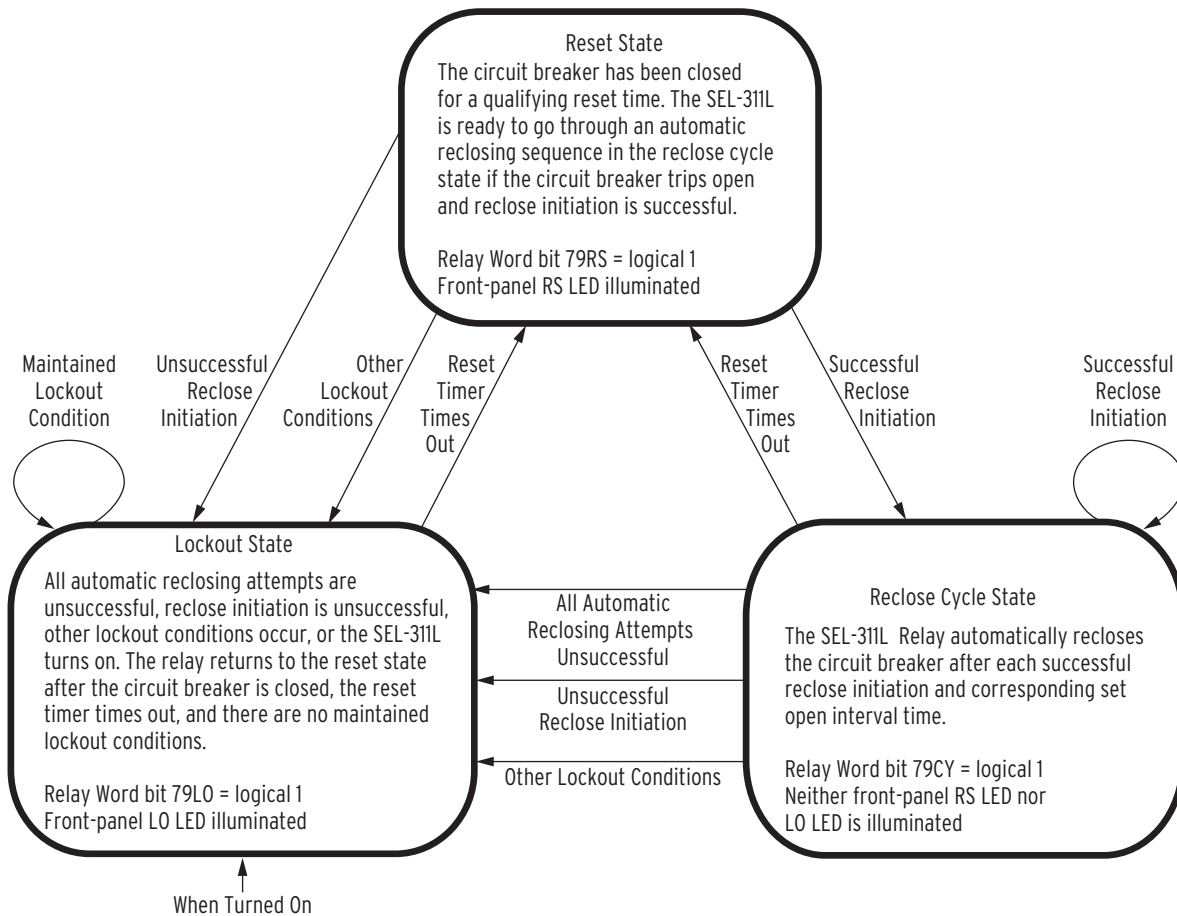 Reset State
The circuit breaker has been closed
for a qualifying reset time. The SEL-311L
is ready to go through an automatic
reclosing sequence in the reclose cycle
state if the circuit breaker trips open
and reclose initiation is successful.
Relay Word bit 79RS = logical 1
Front-panel RS LED illuminated
Maintained
Lockout
Condition
Unsuccessful
Reclose
Initiation
Other
Lockout
Conditions
Reset
Timer
Times
Out
Reset
Timer
Times
Out
Successful
Reclose
Initiation
Successful
Reclose
Initiation
Lockout State
All automatic reclosing attempts are
unsuccessful, reclose initiation is unsuccessful,
other lockout conditions occur, or the SEL-311L
turns on. The relay returns to the reset state
after the circuit breaker is closed, the reset
timer times out, and there are no maintained
lockout conditions.
Relay Word bit 79LO = logical 1
Front-panel LO LED illuminated
All Automatic
Reclosing Attempts
Unsuccessful
Unsuccessful
Reclose Initiation
Other Lockout Conditions
Reclose Cycle State
The SEL-311L Relay automatically recloses
the circuit breaker after each successful
reclose initiation and corresponding set
open interval time.
Relay Word bit 79CY = logical 1
Neither front-panel RS LED nor
LO LED is illuminated
When Turned On